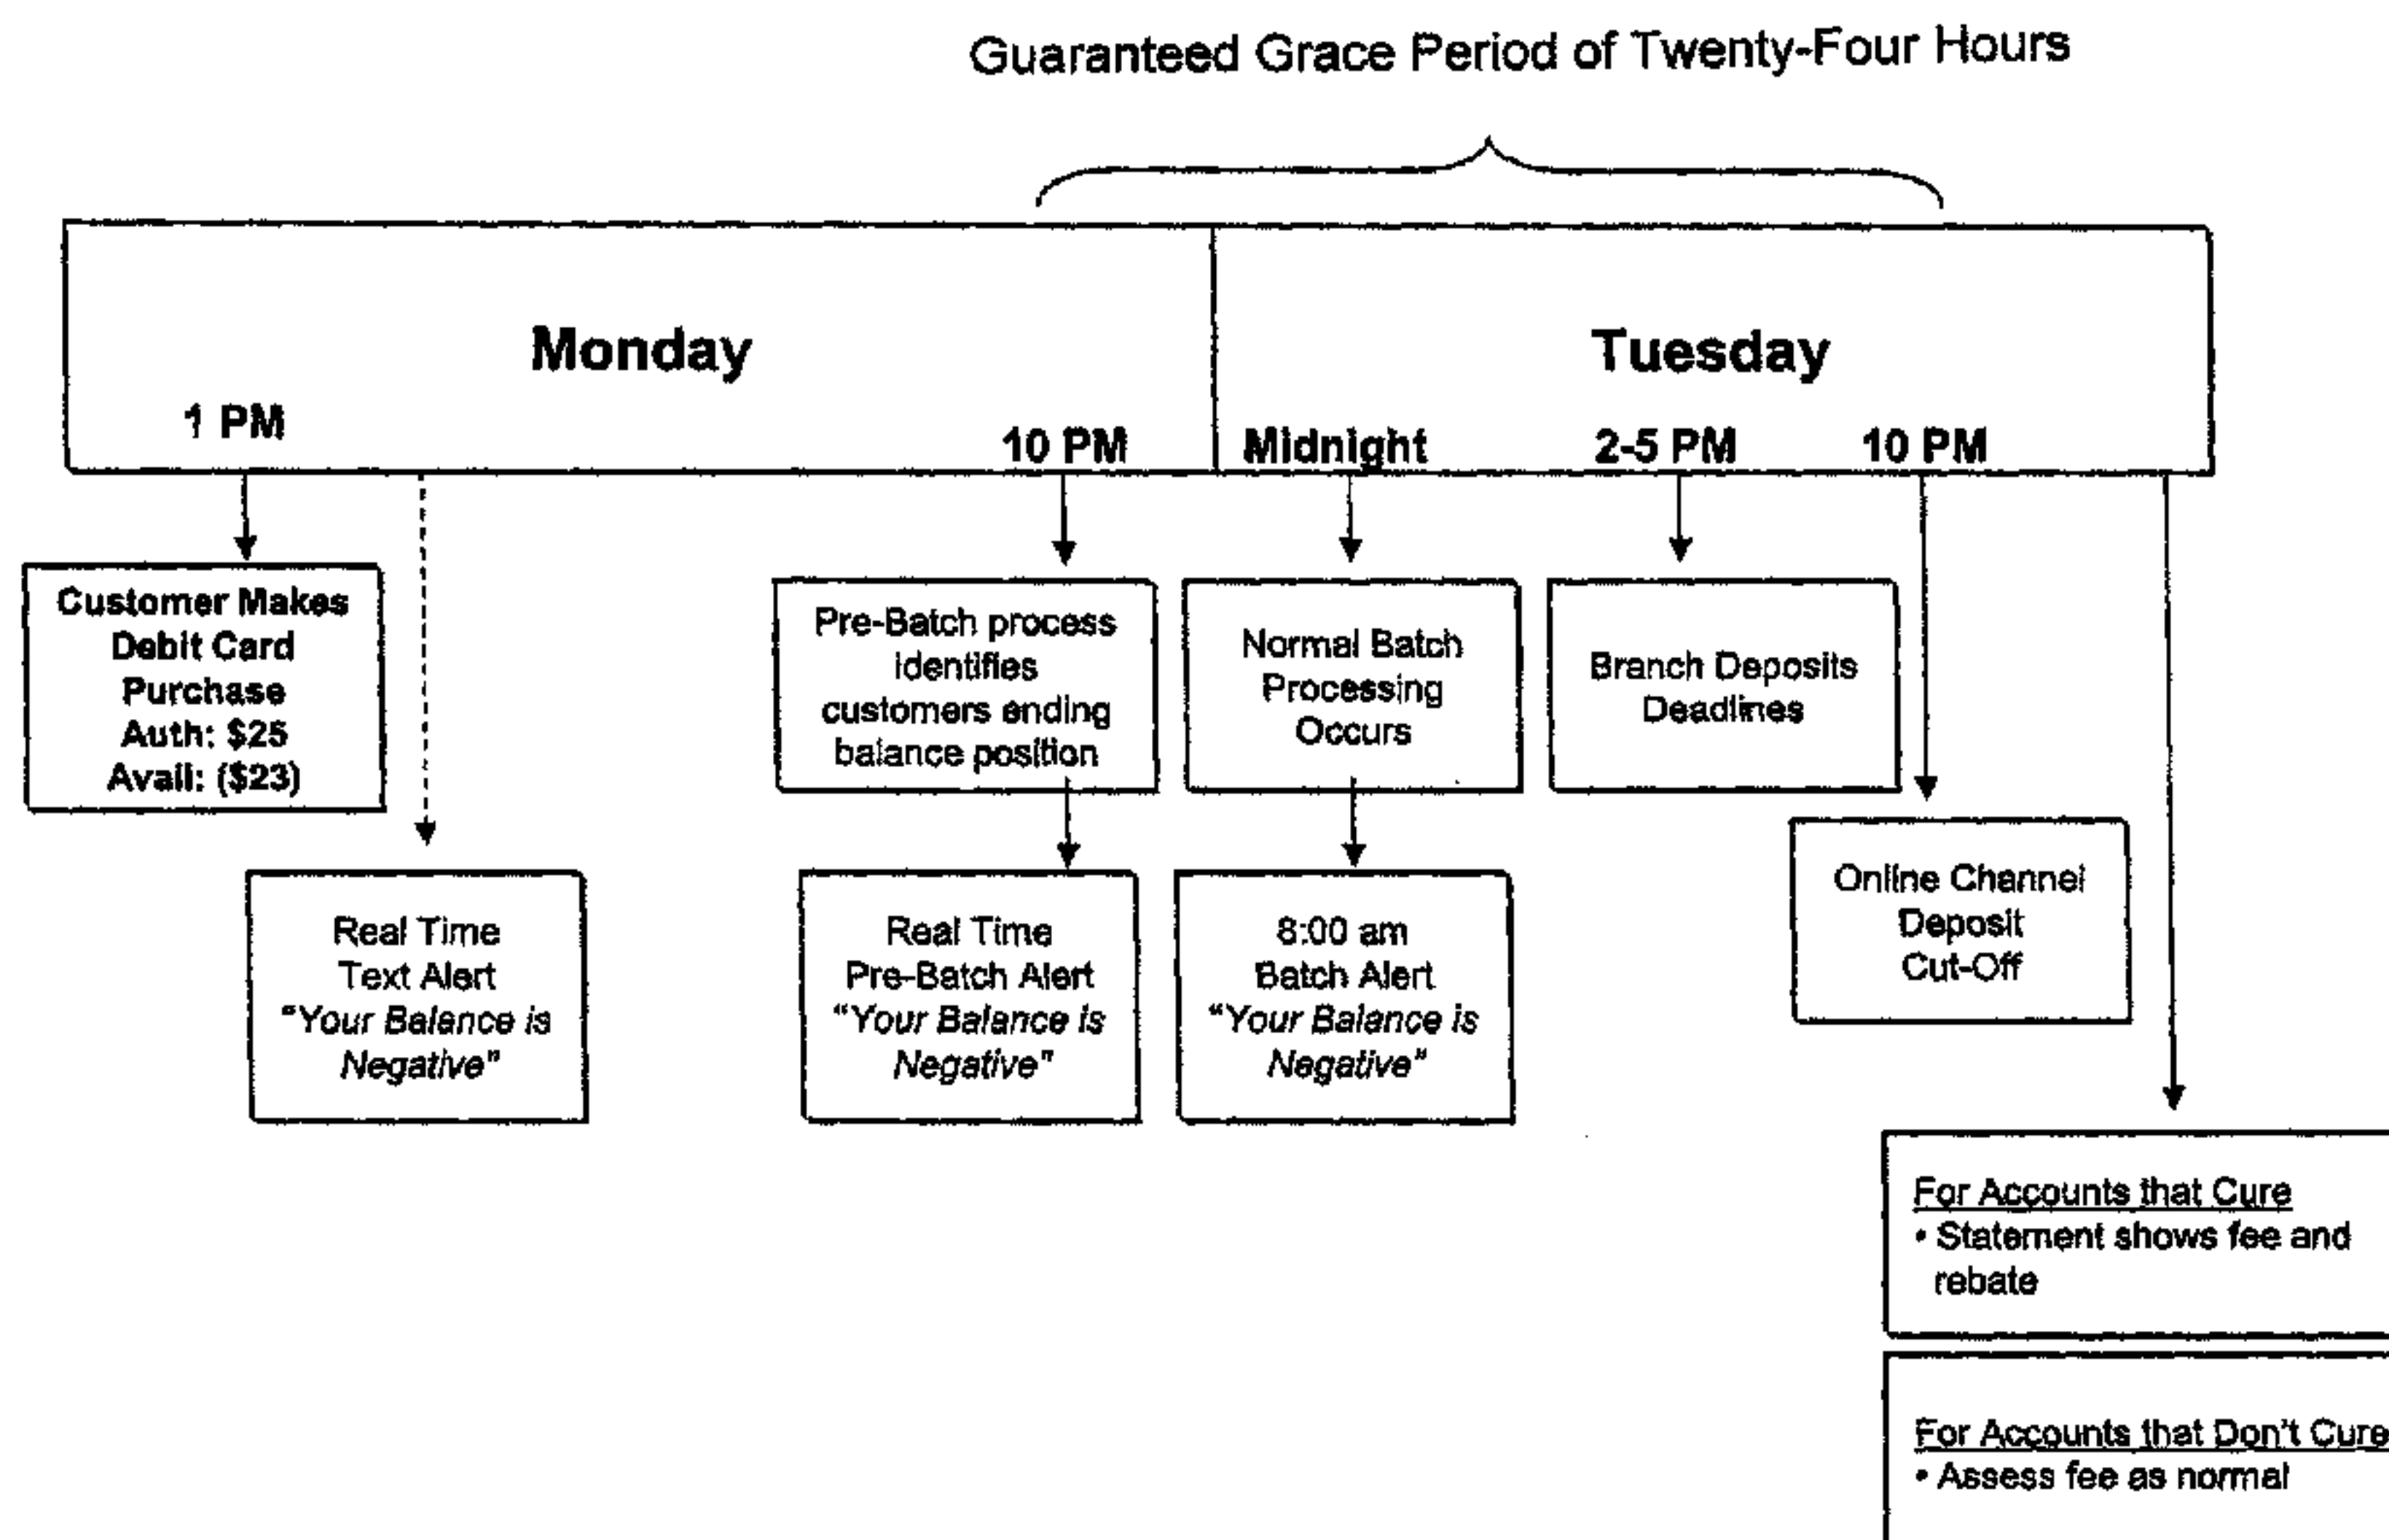 Guaranteed Grace Period of Twenty-Four Hours
Monday
Tuesday
1 PM
10 PM
Midnight
2-5 PM
10 PM
Customer Makes
Debit Card
Purchase
Auth: $25
Avail: ($23)
Real Time
Text Alert
"Your Balance is
Negative"
Pre-Batch process
identifies
customers ending
balance position
Real Time
Pre-Batch Alert
"Your Balance is
Negative"
Normal Batch
Processing
Occurs
8:00 am
Batch Alert
"Your Balance is
Negative"
Branch Deposits
Deadlines
Online Channel
Deposit
Cut-Off
For Accounts that Cure
• Statement shows fee and
rebate
For Accounts that Don't Cure
• Assess fee as normal